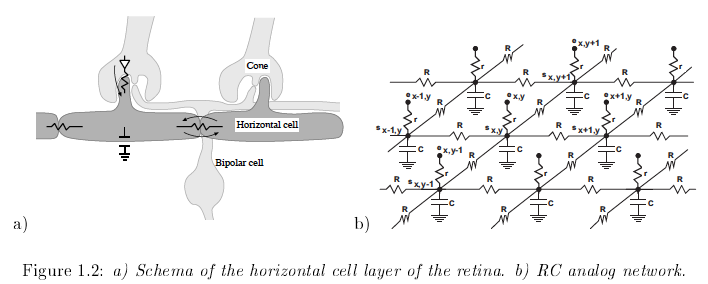 Cone
Horizontal cell
Bipolar cell
a)
e x,y+1
R
R R s x,y+1 R
r r r
C C C
e x-1,y e x,y e x+1,y
R R R
s x-1,y R s x,y R s x+1,y R
r r r
C C C
e x,y-1
R R R
R s x,y-1 R R R
r r r
C C C
R R R
b)
Figure 1.2: a) Schema of the horizontal cell layer of the retina. b) RC analog network.